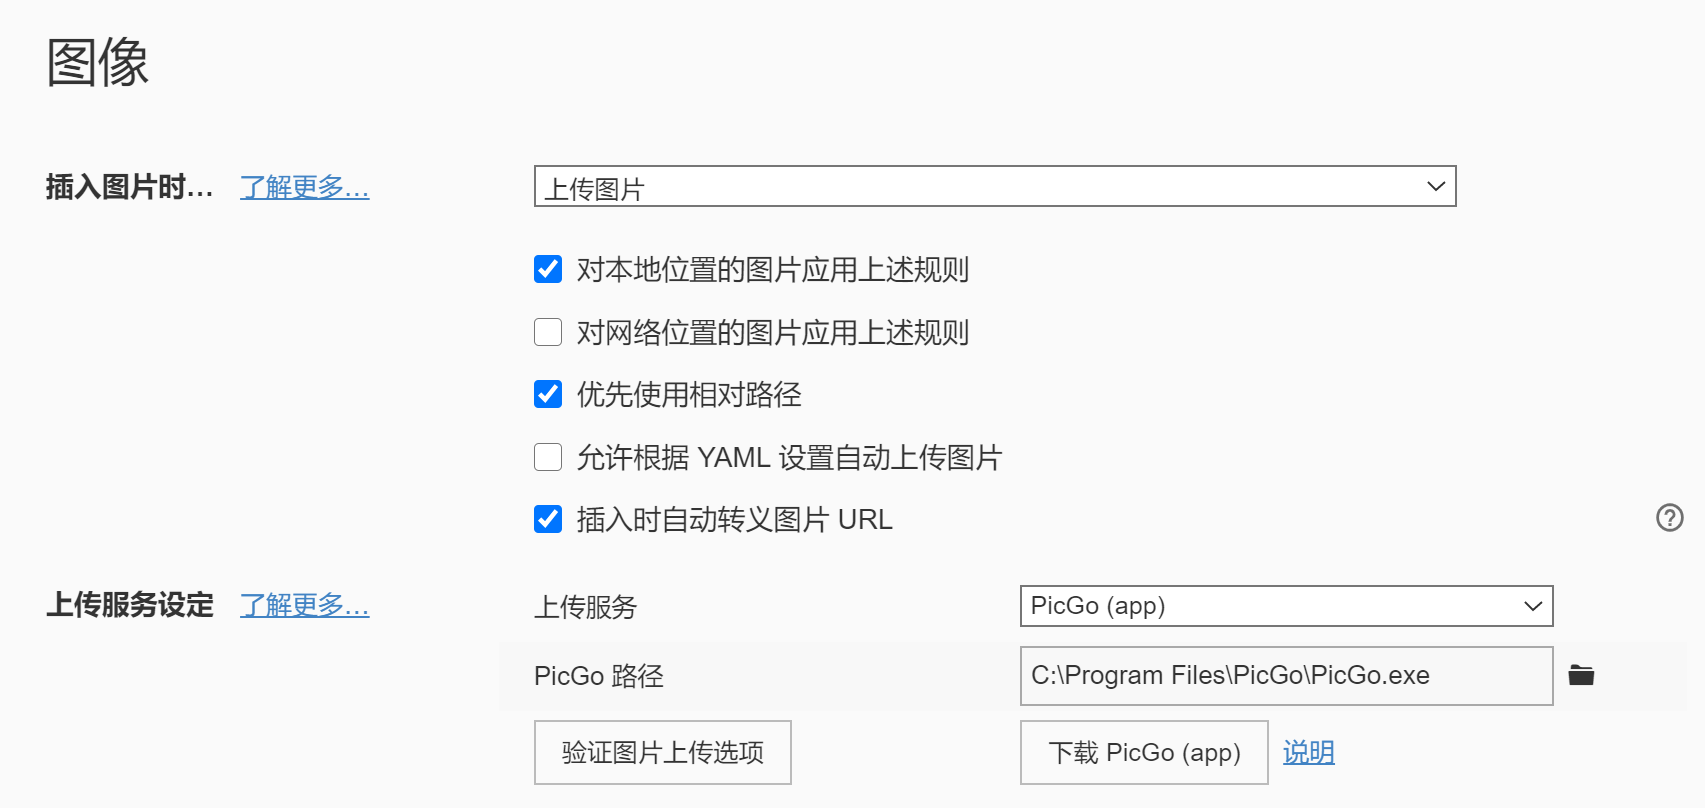 图像
插入图片时... 了解更多... 上传图片
对本地位置的图片应用上述规则
对网络位置的图片应用上述规则
优先使用相对路径
允许根据 YAML 设置自动上传图片
插入时自动转义图片 URL
上传服务设定 了解更多... 上传服务 PicGo (app)
PicGo 路径 C:\Program Files\PicGo\PicGo.exe
验证图片上传选项 下载 PicGo (app) 说明